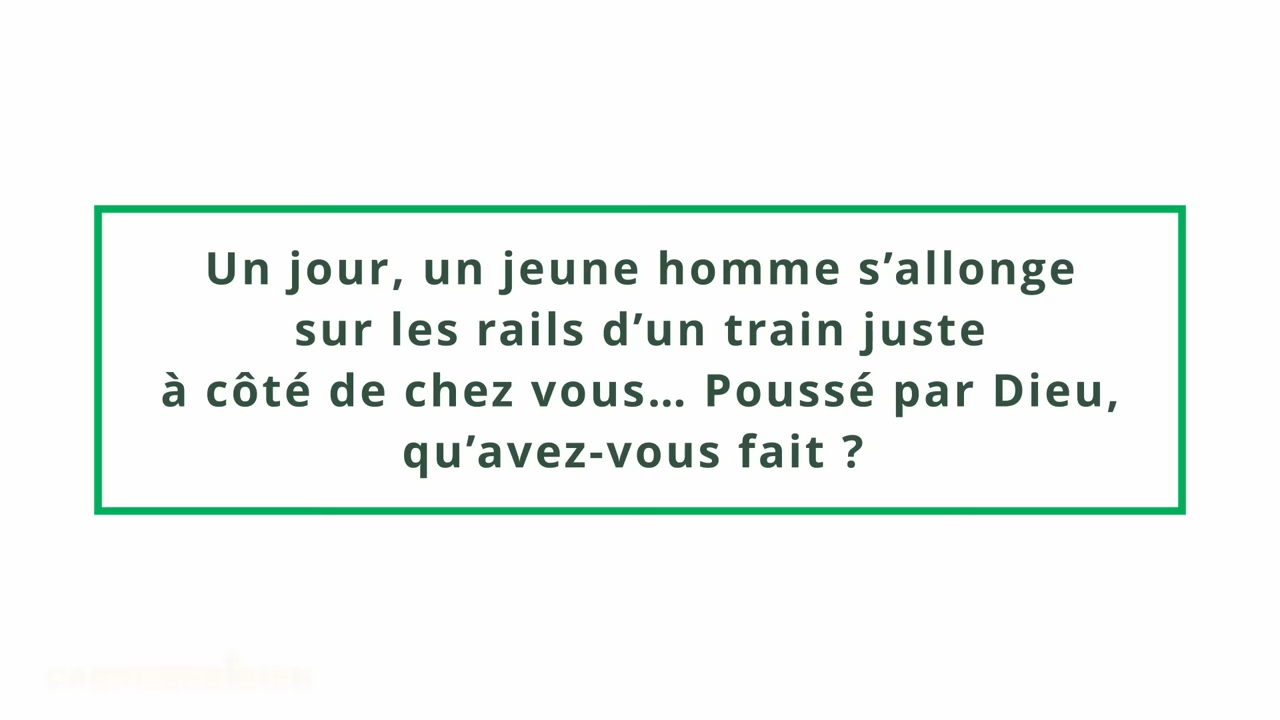 Un jour, un jeune homme s’allonge
sur les rails d’un train juste
à côté de chez vous… Poussé par Dieu,
qu’avez-vous fait ?